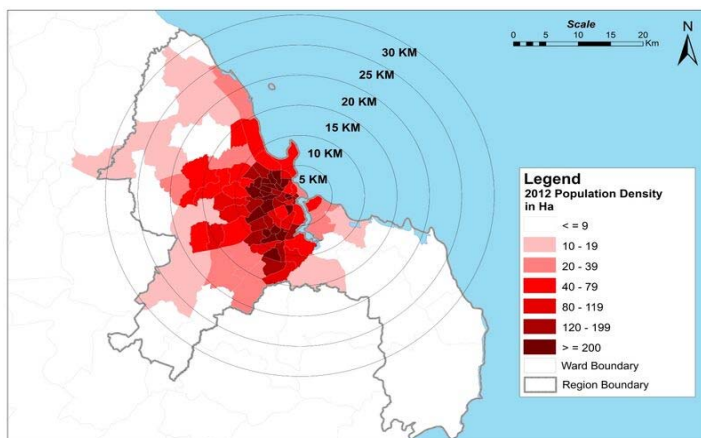 Scale
0 5 10 15 20
Km
N
30 KM
25 KM
20 KM
15 KM
10 KM
5 KM
Legend
2012 Population Density
in Ha
< = 9
10 - 19
20 - 39
40 - 79
80 - 119
120 - 199
> = 200
Ward Boundary
Region Boundary